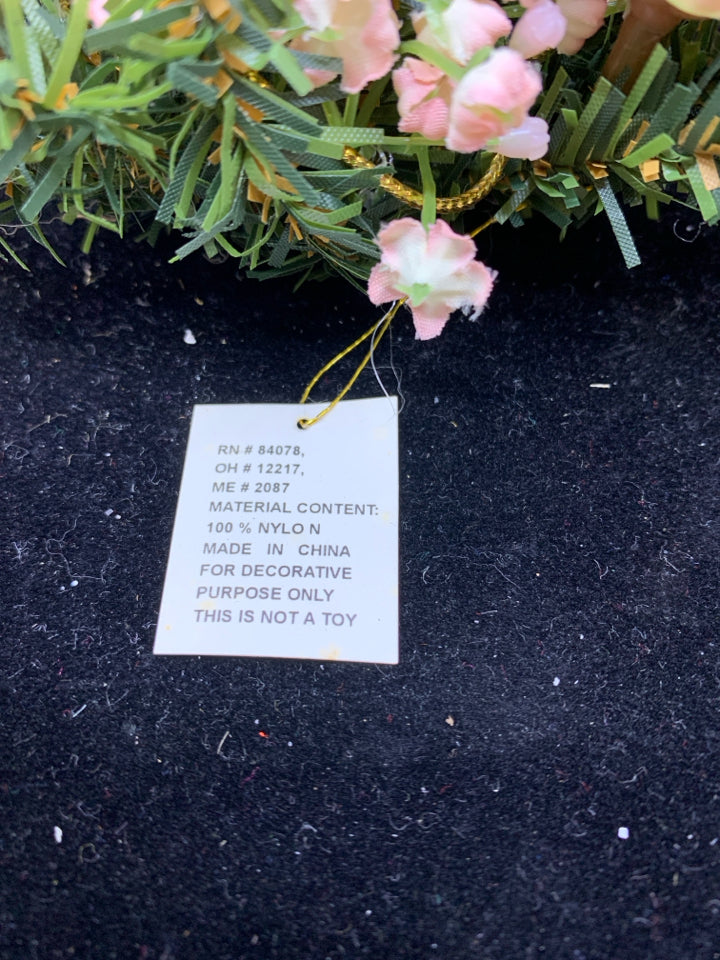 RN # 84078,
OH # 12217,
ME # 2087
MATERIAL CONTENT:
100 % NYLO N
MADE IN CHINA
FOR DECORATIVE
PURPOSE ONLY
THIS IS NOT A TOY